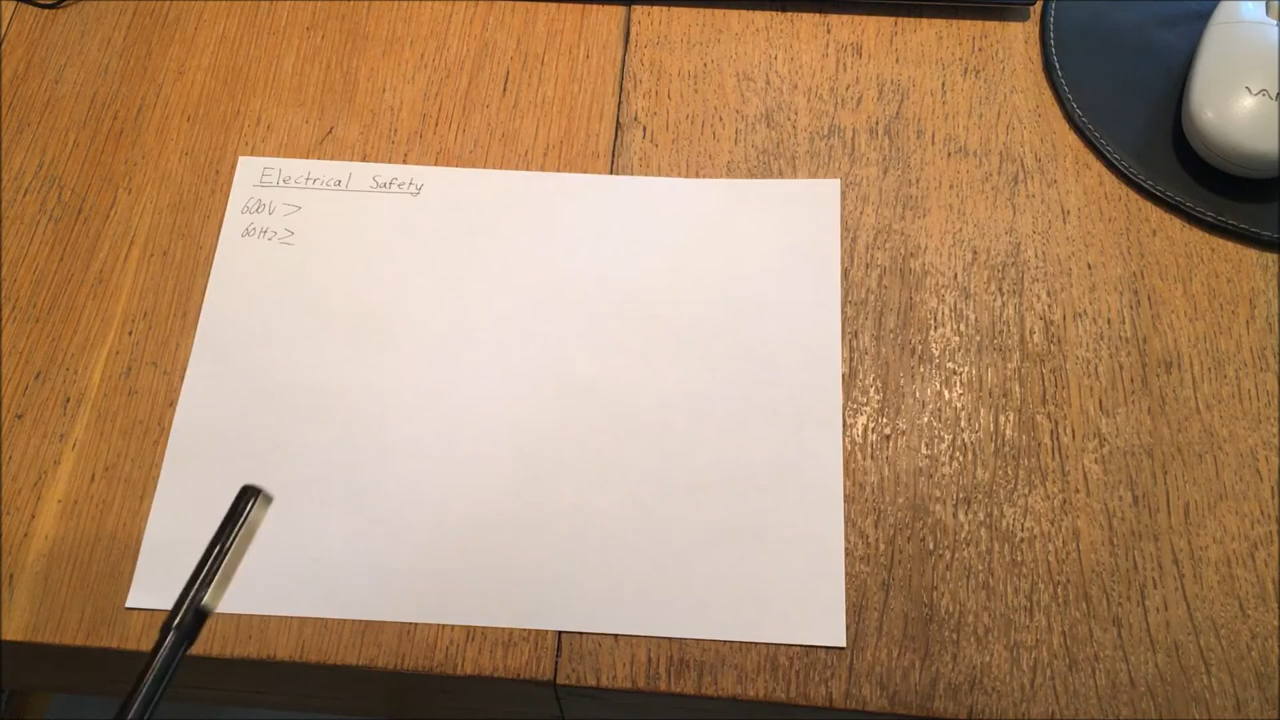 Electrical Safety
600V >
60Hz ≥